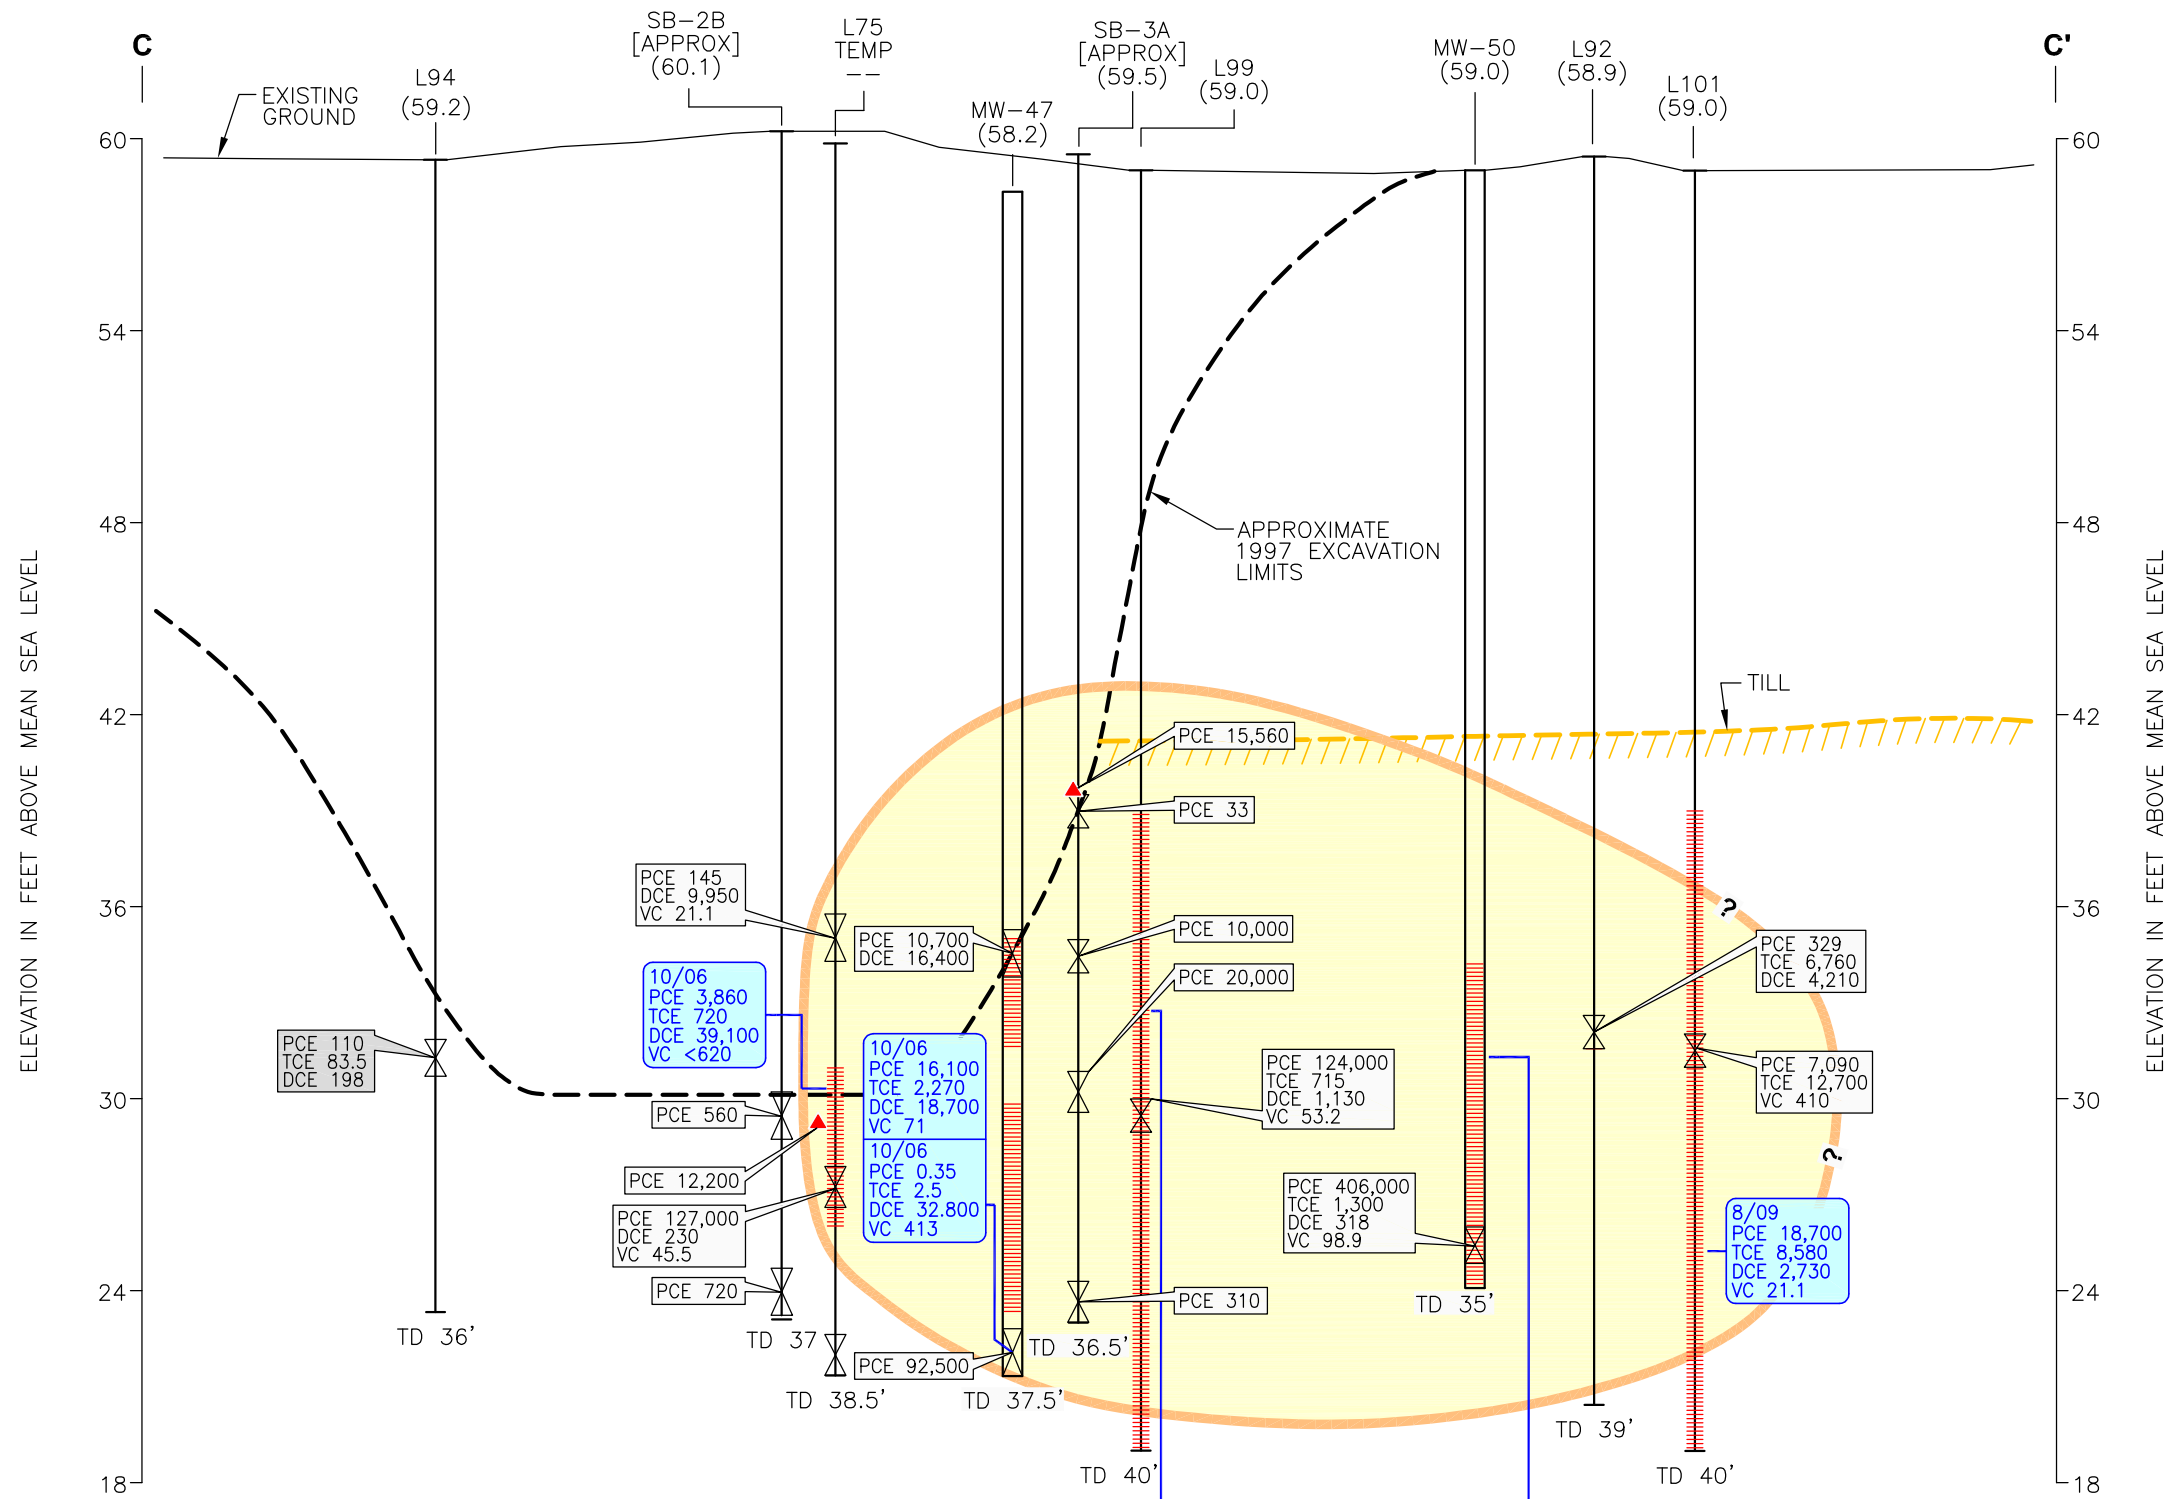 C
C'
SB-2B
[APPROX]
(60.1)
L75
TEMP
--
SB-3A
[APPROX]
(59.5)
L99
(59.0)
MW-50
(59.0)
L92
(58.9)
L101
(59.0)
L94
(59.2)
MW-47
(58.2)
EXISTING
GROUND
60
54
48
42
36
30
24
18
60
54
48
42
36
30
24
18
ELEVATION IN FEET ABOVE MEAN SEA LEVEL
ELEVATION IN FEET ABOVE MEAN SEA LEVEL
APPROXIMATE
1997 EXCAVATION
LIMITS
TILL
PCE 15,560
PCE 33
PCE 145
DCE 9,950
VC 21.1
PCE 10,700
DCE 16,400
PCE 10,000
PCE 20,000
?
PCE 329
TCE 6,760
DCE 4,210
10/06
PCE 3,860
TCE 720
DCE 39,100
VC <620
PCE 110
TCE 83.5
DCE 198
10/06
PCE 16,100
TCE 2,270
DCE 18,700
VC 71
10/06
PCE 0.35
TCE 2.5
DCE 32.800
VC 413
PCE 124,000
TCE 715
DCE 1,130
VC 53.2
PCE 7,090
TCE 12,700
VC 410
PCE 560
PCE 12,200
PCE 127,000
DCE 230
VC 45.5
PCE 720
PCE 406,000
TCE 1,300
DCE 318
VC 98.9
?
8/09
PCE 18,700
TCE 8,580
DCE 2,730
VC 21.1
PCE 310
PCE 92,500
TD 36'
TD 37
TD 38.5'
TD 37.5'
TD 36.5'
TD 40'
TD 35'
TD 39'
TD 40'